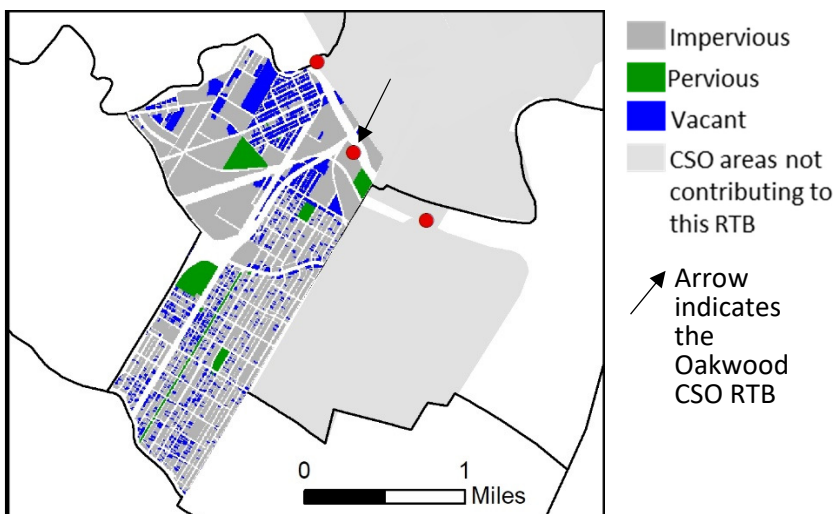 Impervious
Pervious
Vacant
CSO areas not
contributing to
this RTB
Arrow
indicates
the
Oakwood
CSO RTB
0 1
Miles